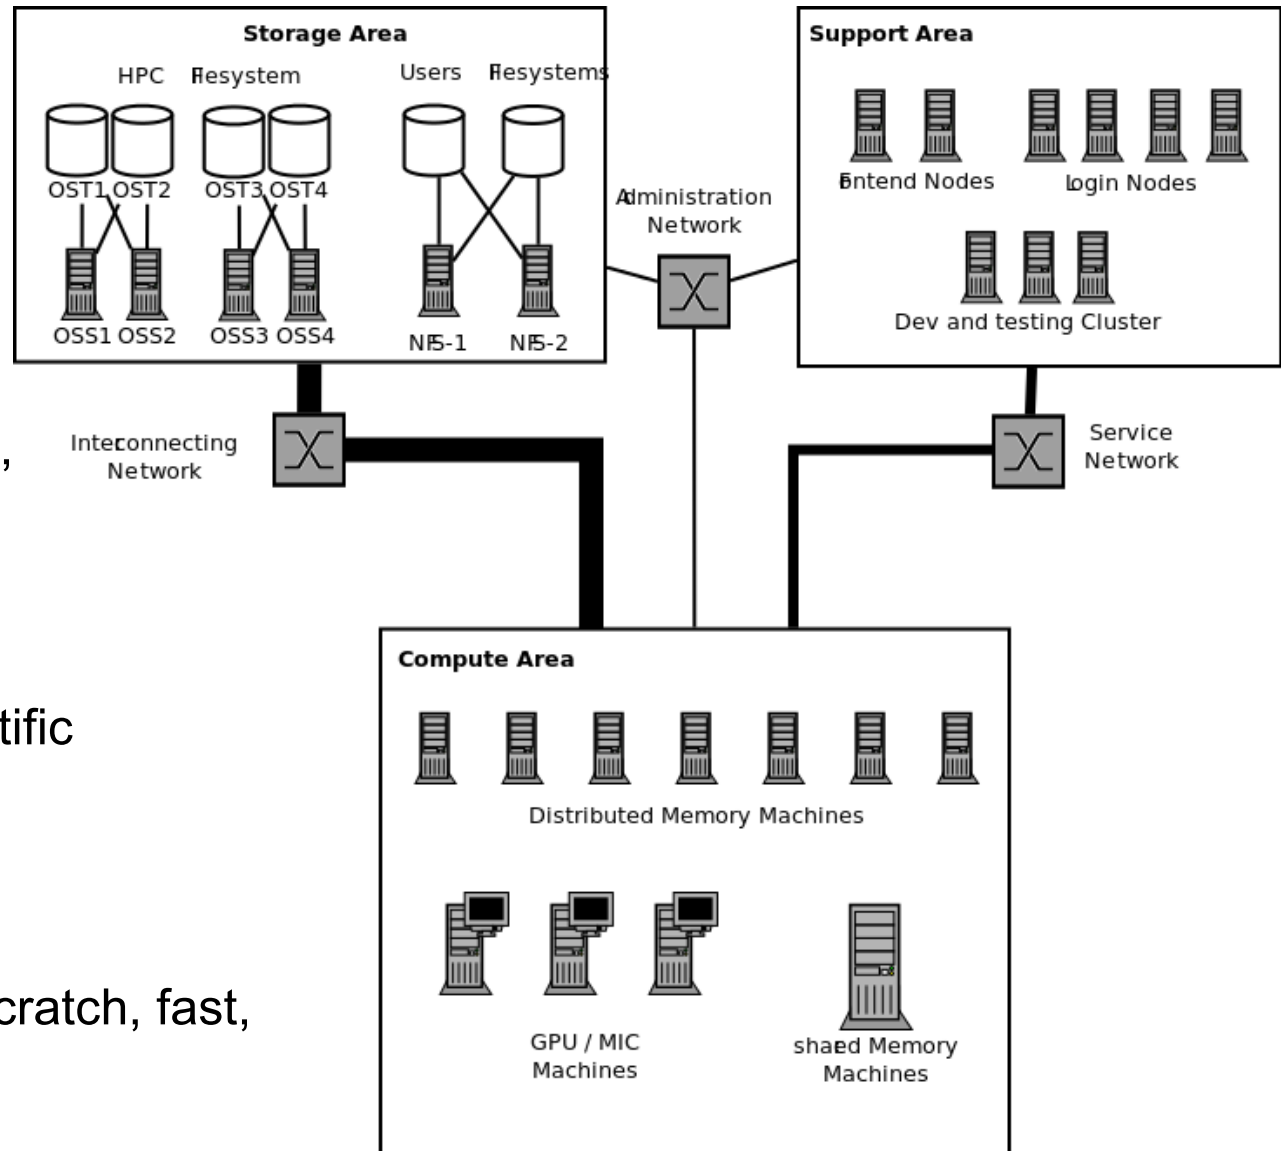 Storage Area
HPC Filesystem
Users Filesystems
OST1 OST2 OST3 OST4
OSS1 OSS2 OSS3 OSS4
NFS-1 NFS-2
Administration
Network
Support Area
Frontend Nodes
Login Nodes
Dev and testing Cluster
Interconnecting
Network
,
Service
Network
tific
cratch, fast,
Compute Area
Distributed Memory Machines
GPU / MIC
Machines
shared Memory
Machines